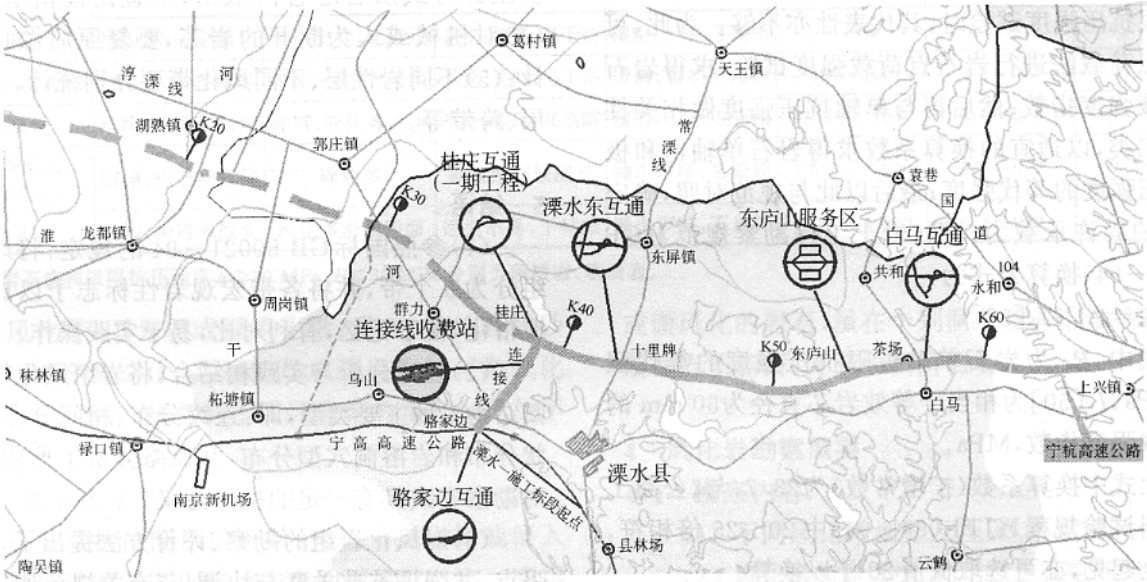 葛村镇
天王镇
淳溧线
河
湖熟镇
K20
郭庄镇
常溧线
桂庄互通
(一期工程)
K30
溧水东互通
东庐山服务区
袁巷
国道
白马互通
104
淮
龙都镇
东屏镇
共和
永和
周岗镇
河
群力
桂庄
K40
K60
连接线收费站
十里牌
K50
东庐山
茶场
干
乌山
连接线
秣林镇
柘塘镇
骆家边
白马
上兴镇
禄口镇
宁高高速公路
宁杭高速公路
南京新机场
溧水一施工标段起点
溧水县
骆家边互通
县林场
云鹤
陶吴镇